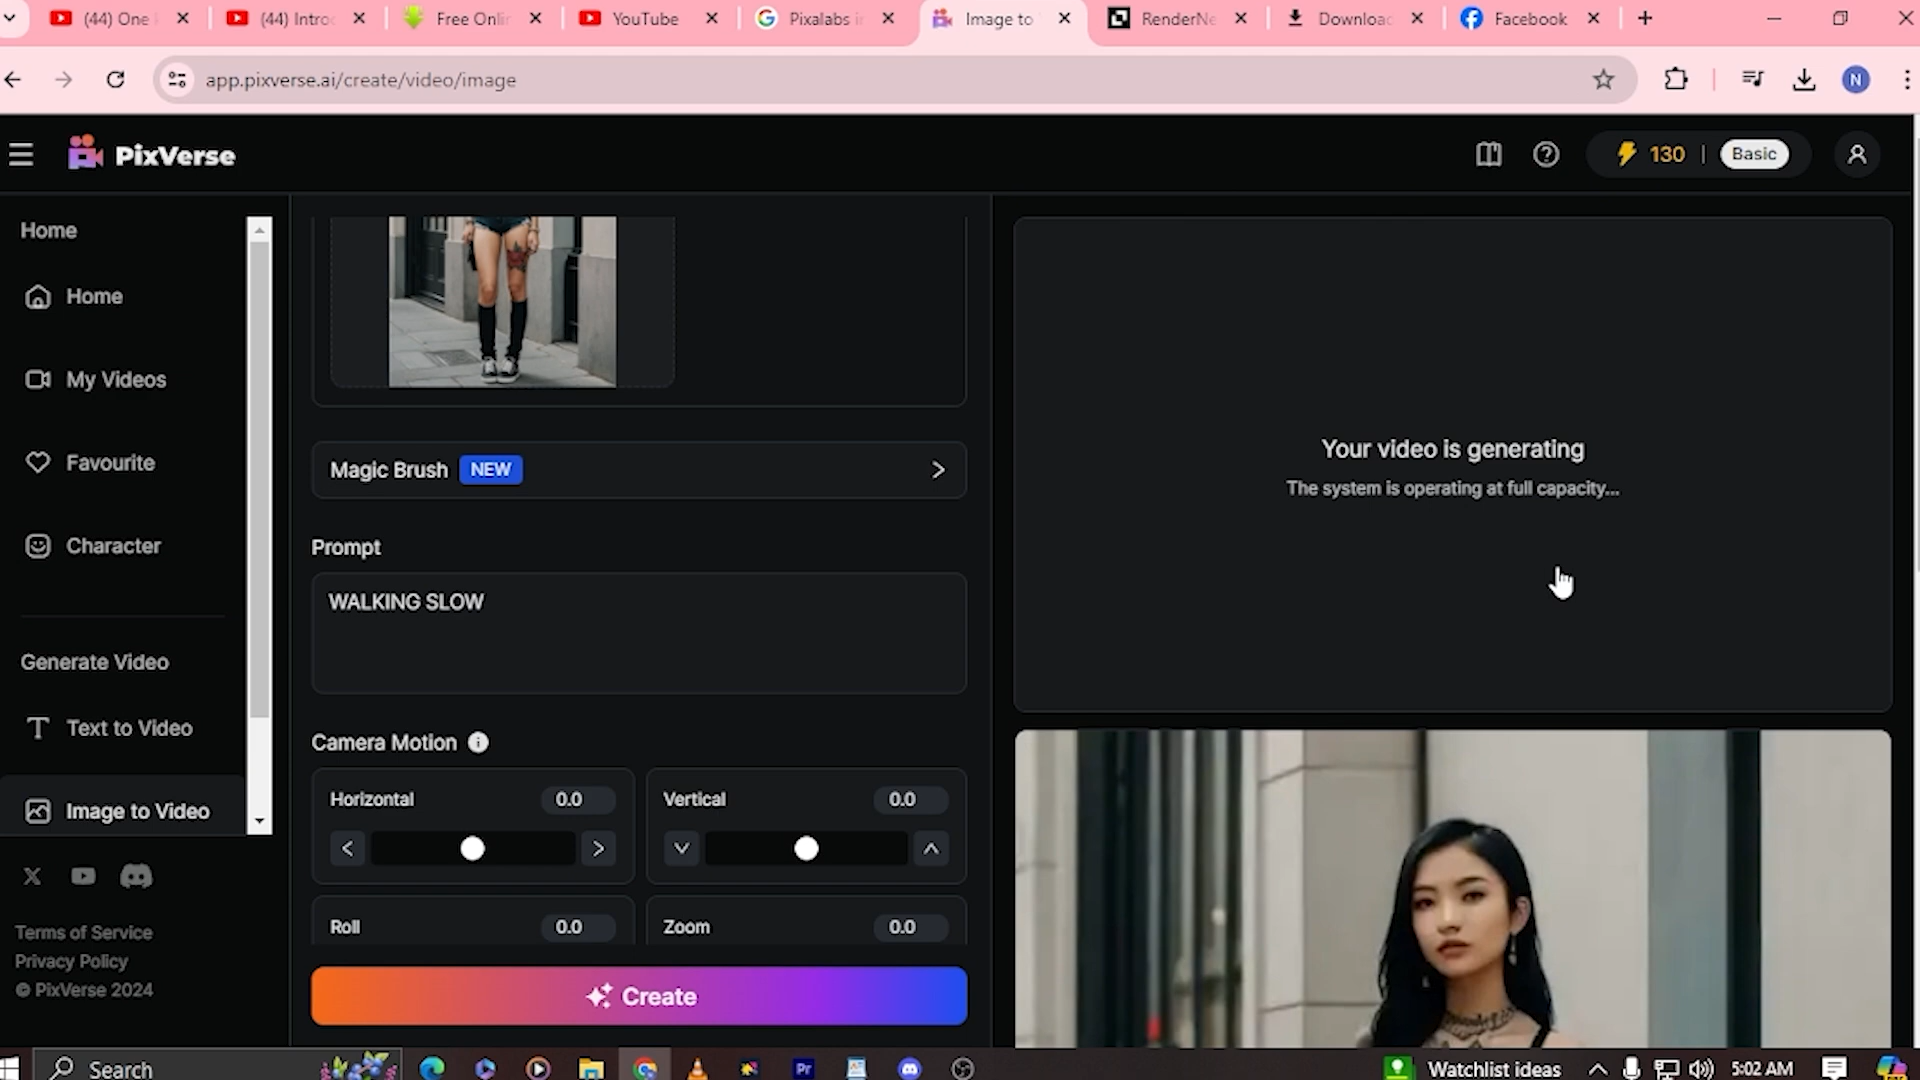 (44) One
(44) Intro
Free Onli
YouTube
Pixalabs i
Image to
RenderNe
Downloa
Facebook
app.pixverse.ai/create/video/image
N
PixVerse
130
Basic
Home
Home
My Videos
Favourite
Character
Generate Video
Text to Video
Image to Video
Terms of Service
Privacy Policy
© PixVerse 2024
Magic Brush NEW
Prompt
WALKING SLOW
Camera Motion
Horizontal 0.0
Vertical 0.0
Roll 0.0
Zoom 0.0
Create
Your video is generating
The system is operating at full capacity...
Search
Pr
Watchlist ideas
5:02 AM